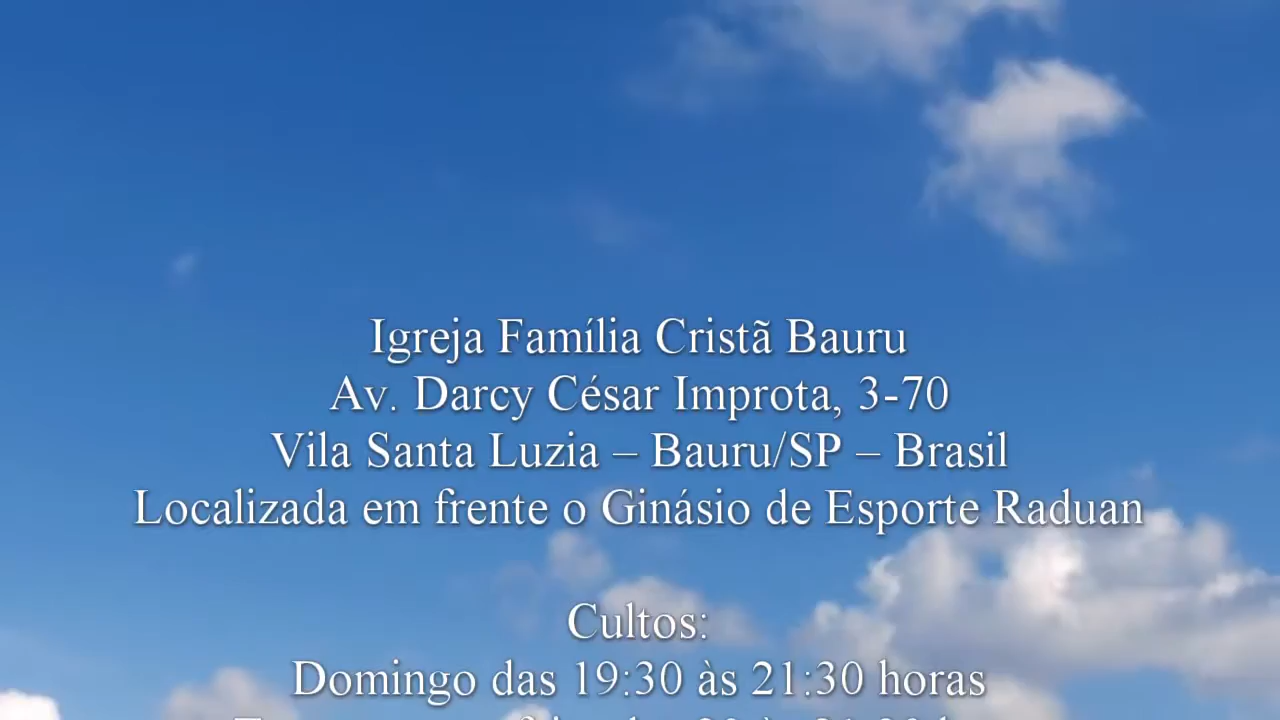 Igreja Família Cristã Bauru
Av. Darcy César Improta, 3-70
Vila Santa Luzia – Bauru/SP – Brasil
Localizada em frente o Ginásio de Esporte Raduan
Cultos:
Domingo das 19:30 às 21:30 horas